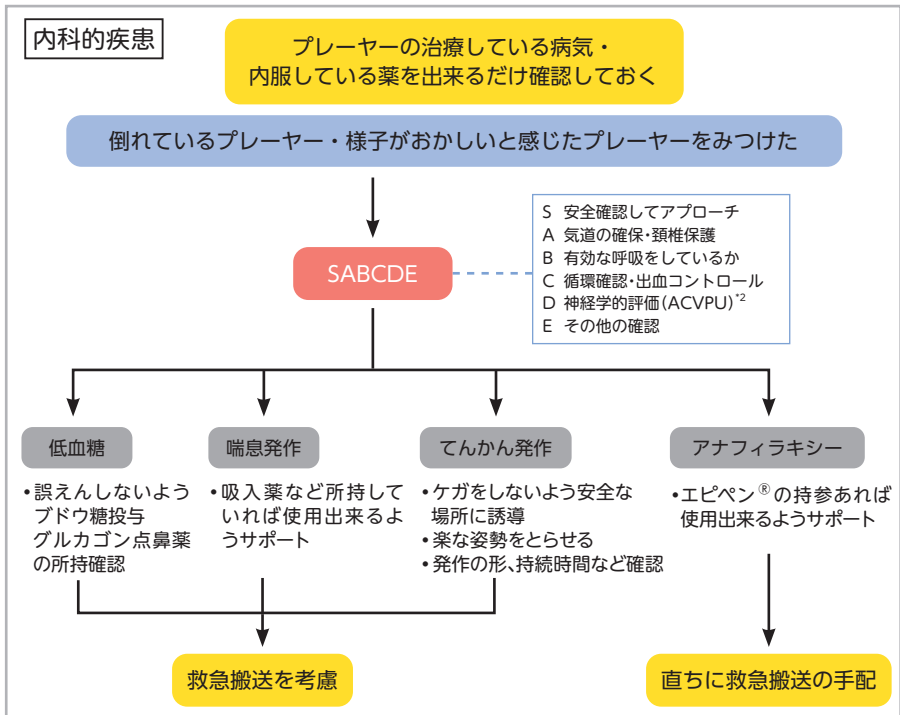 内科的疾患
プレーヤーの治療している病気・
内服している薬を出来るだけ確認しておく
倒れているプレーヤー・様子がおかしいと感じたプレーヤーをみつけた
SABCDE
S 安全確認してアプローチ
A 気道の確保・頚椎保護
B 有効な呼吸をしているか
C 循環確認・出血コントロール
D 神経学的評価(ACVPU)*2
E その他の確認
低血糖
・誤えんしないよう
ブドウ糖投与
グルカゴン点鼻薬
の所持確認
喘息発作
・吸入薬など所持して
いれば使用出来るよ
うサポート
てんかん発作
・ケガをしないよう安全な
場所に誘導
・楽な姿勢をとらせる
・発作の形、持続時間など確認
アナフィラキシー
・エピペン®の持参あれば
使用出来るようサポート
救急搬送を考慮
直ちに救急搬送の手配